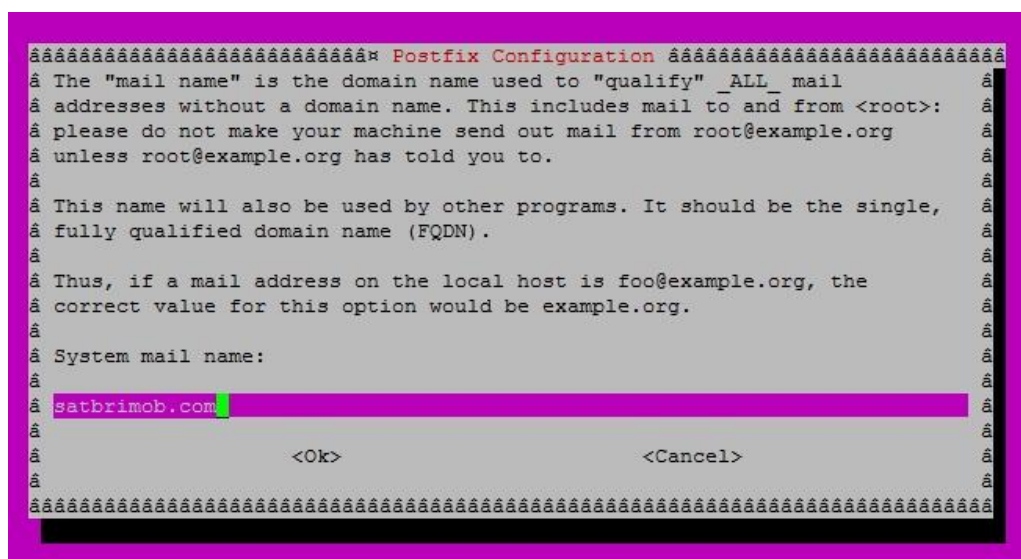 Postfix Configuration
The "mail name" is the domain name used to "qualify" _ALL_ mail
addresses without a domain name. This includes mail to and from <root>:
please do not make your machine send out mail from root@example.org
unless root@example.org has told you to.
This name will also be used by other programs. It should be the single,
fully qualified domain name (FQDN).
Thus, if a mail address on the local host is foo@example.org, the
correct value for this option would be example.org.
System mail name:
satbrimob.com
<Ok> <Cancel>